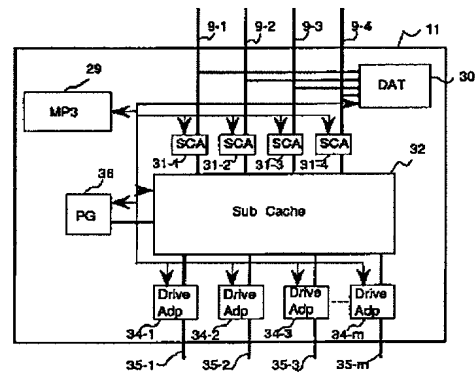 9-1 9-2 9-3 9-4
11
29
MP3
DAT
30
SCA SCA SCA SCA
31-1 31-2 31-3 31-4
32
36
PG
Sub Cache
Drive Adp
Drive Adp
Drive Adp
Drive Adp
34-1 34-2 34-3 34-m
35-1 35-2 35-3 35-m